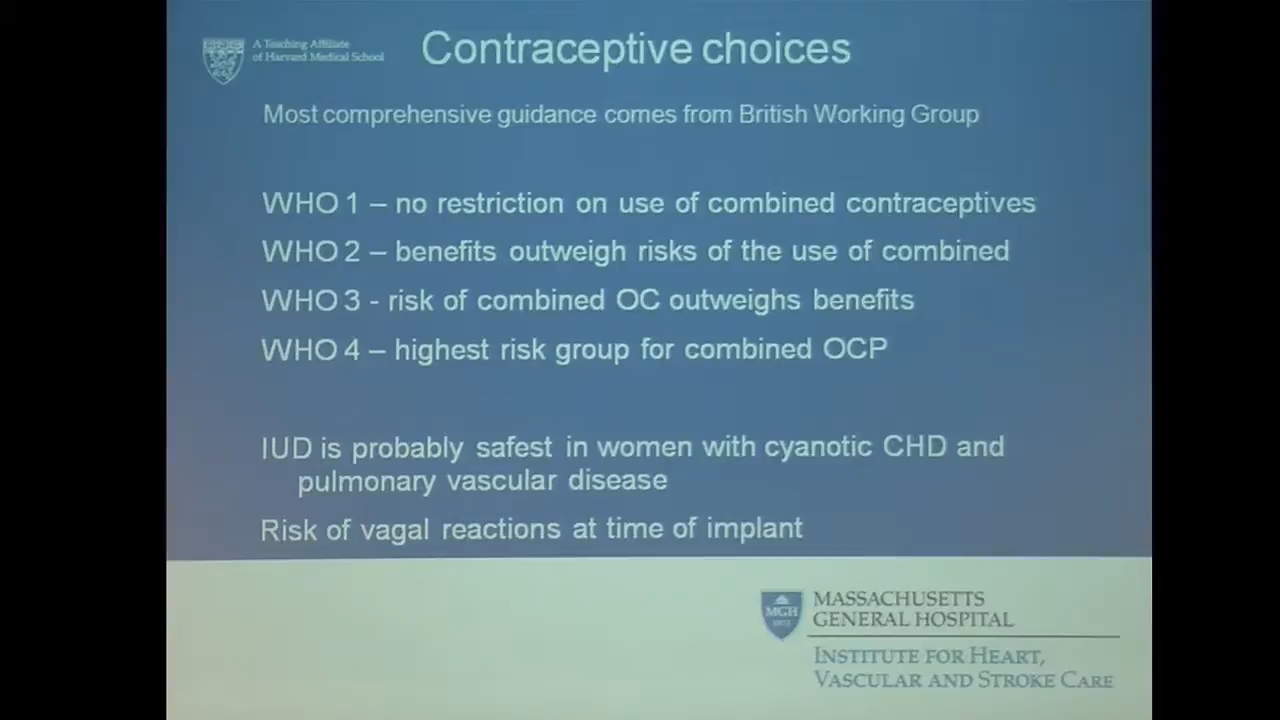 A Teaching Affiliate
of Harvard Medical School
Contraceptive choices
Most comprehensive guidance comes from British Working Group
WHO 1 – no restriction on use of combined contraceptives
WHO 2 – benefits outweigh risks of the use of combined
WHO 3 - risk of combined OC outweighs benefits
WHO 4 – highest risk group for combined OCP
IUD is probably safest in women with cyanotic CHD and
pulmonary vascular disease
Risk of vagal reactions at time of implant
MGH
1811
MASSACHUSETTS
GENERAL HOSPITAL
INSTITUTE FOR HEART,
VASCULAR AND STROKE CARE